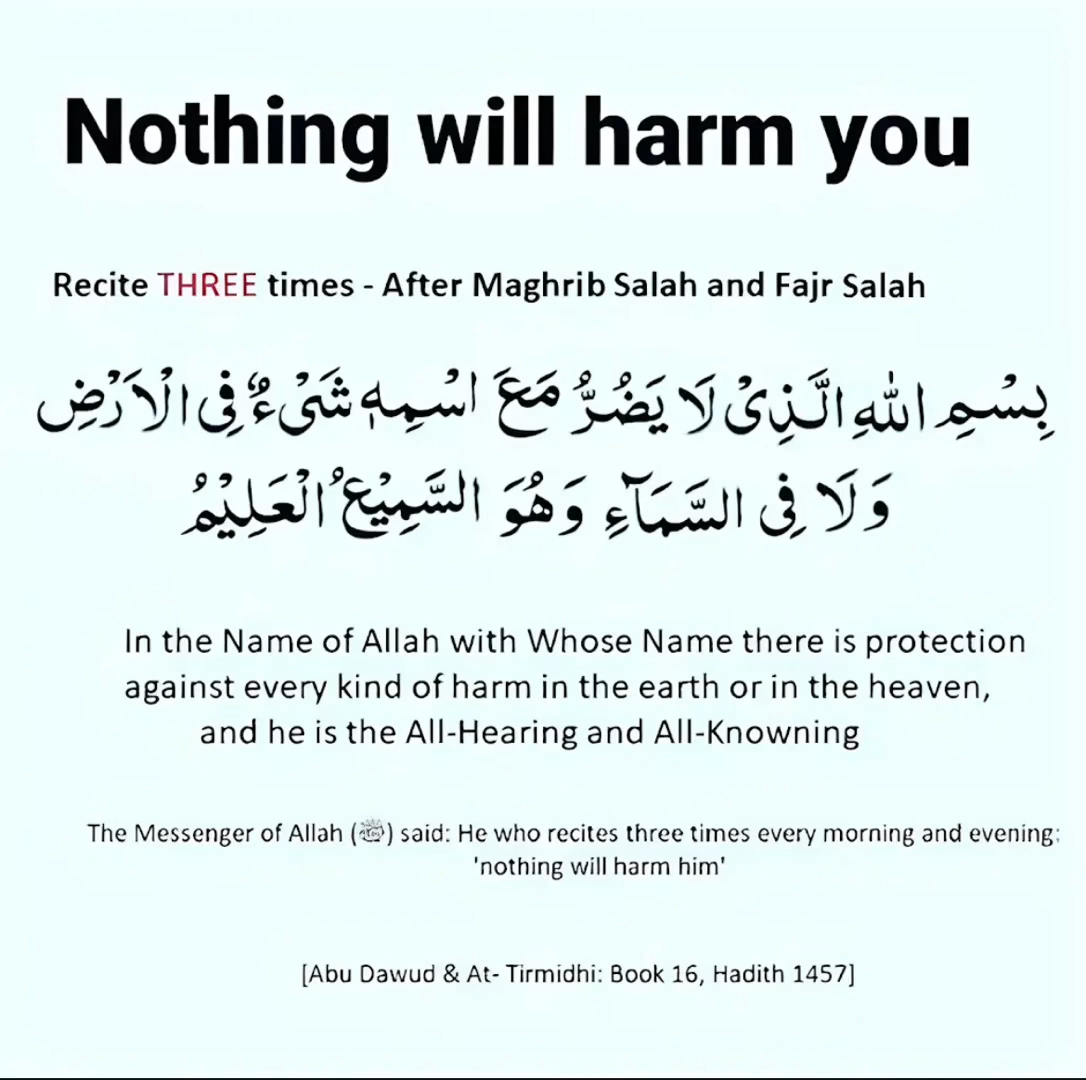 Nothing will harm you
Recite THREE times - After Maghrib Salah and Fajr Salah
بِسْمِ اللهِ الَّذِیْ لَا یَضُرُّ مَعَ اسْمِهٖ شَیْءٌ فِی الْاَرْضِ
وَلَا فِی السَّمَآءِ وَهُوَ السَّمِیْعُ الْعَلِیْمُ
In the Name of Allah with Whose Name there is protection
against every kind of harm in the earth or in the heaven,
and he is the All-Hearing and All-Knowning
The Messenger of Allah (ﷺ) said: He who recites three times every morning and evening:
'nothing will harm him'
[Abu Dawud & At- Tirmidhi: Book 16, Hadith 1457]